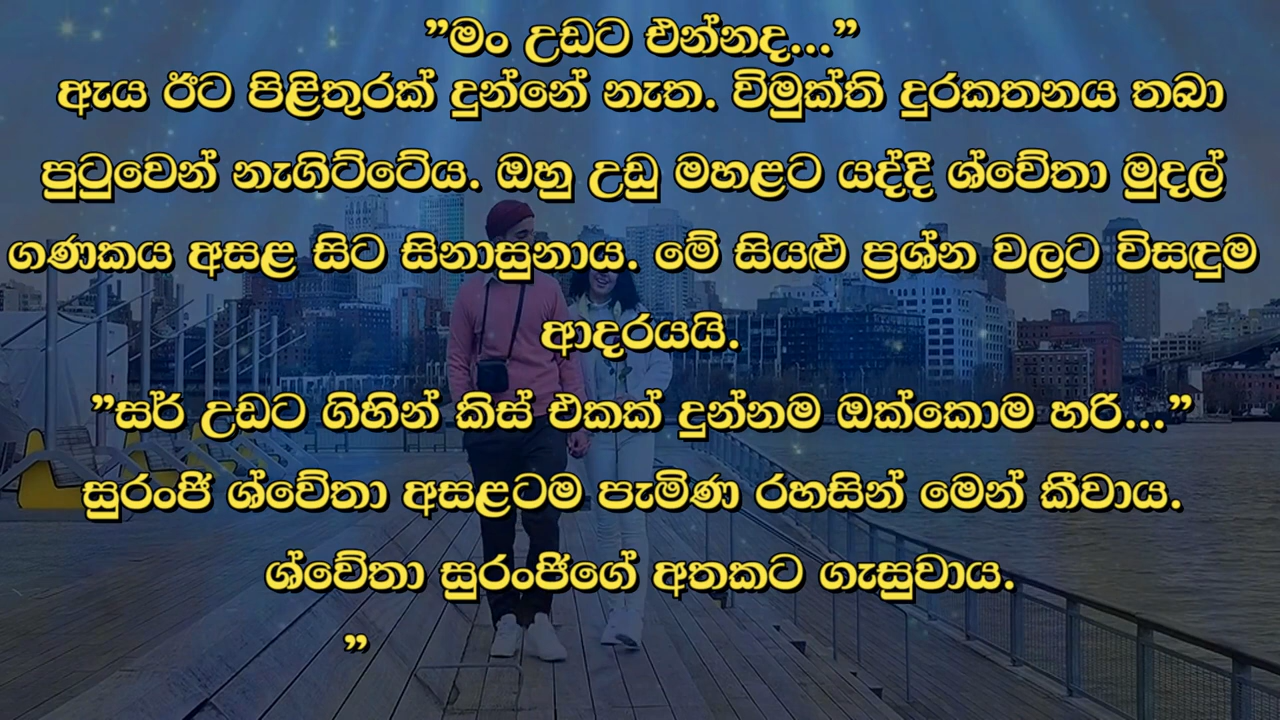 ”මං උඩට එන්නද...”
ඇය ඊට පිළිතුරක් දුන්නේ නැත. විමුක්ති දුරකතනය තබා
පුටුවෙන් නැගිට්ටේය. ඔහු උඩු මහළට යද්දී ශ්වේතා මුදල්
ගණකය අසළ සිට සිනාසුනාය. මේ සියළු ප්‍රශ්න වලට විසඳුම
ආදරයයි.
”සර් උඩට ගිහින් කිස් එකක් දුන්නම ඔක්කොම හරි...”
සුරංජි ශ්වේතා අසළටම පැමිණ රහසින් මෙන් කීවාය.
ශ්වේතා සුරංජිගේ අතකට ගැසුවාය.
”